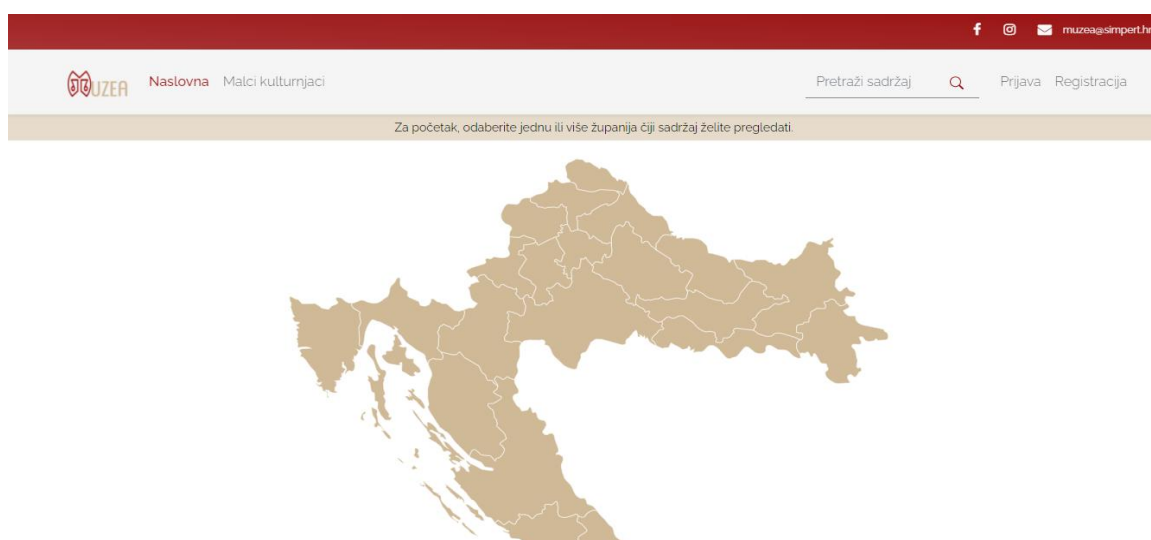 muzea@simpert.hr
MUZEA Naslovna Malci kulturnjaci Pretraži sadržaj Prijava Registracija
Za početak, odaberite jednu ili više županija čiji sadržaj želite pregledati.